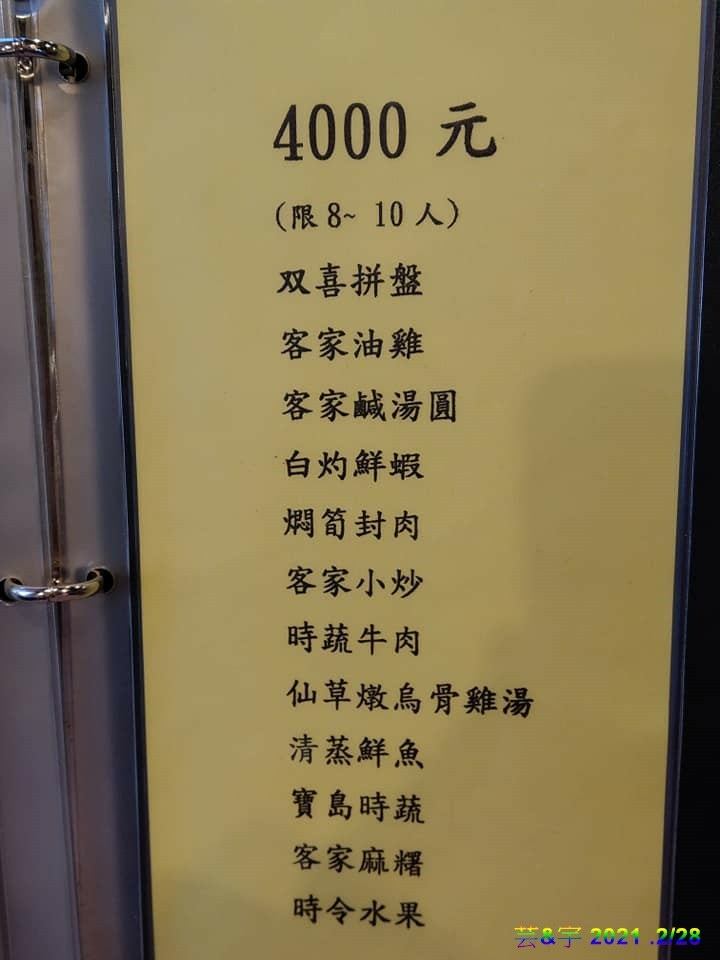 4000 元
(限8~ 10人)
双喜拼盤
客家油雞
客家鹹湯圓
白灼鮮蝦
燜筍封肉
客家小炒
時蔬牛肉
仙草燉烏骨雞湯
清蒸鮮魚
寶島時蔬
客家麻糬
時令水果
芸&宇 2021 .2/28